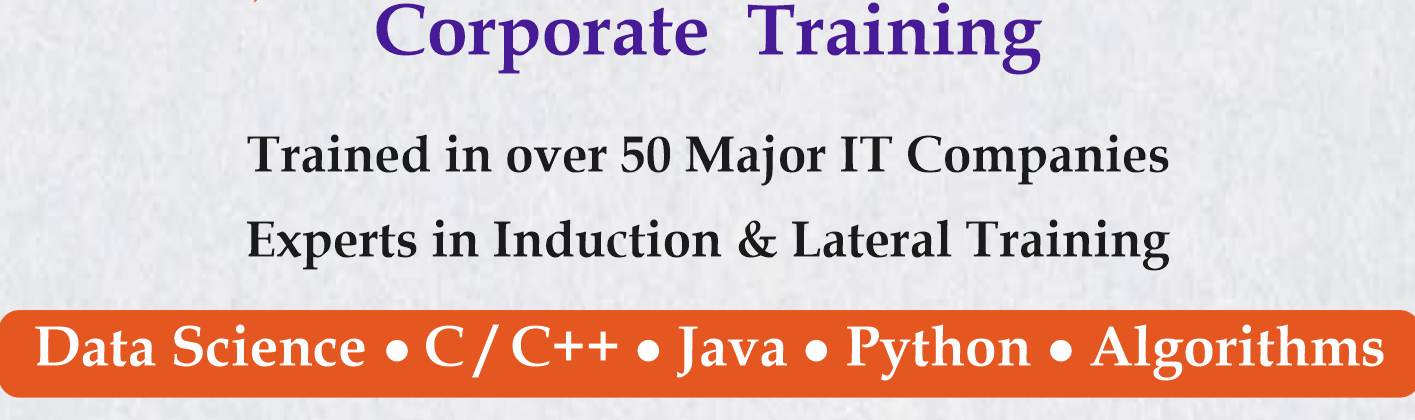 Corporate Training
Trained in over 50 Major IT Companies
Experts in Induction & Lateral Training
Data Science • C / C++ • Java • Python • Algorithms